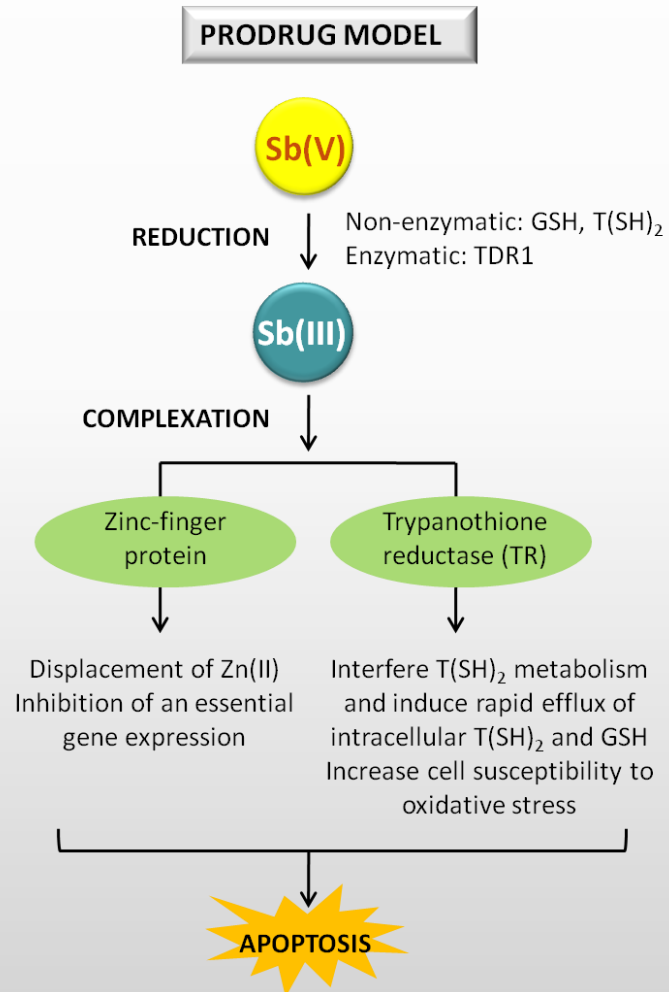 PRODRUG MODEL
Sb(V)
REDUCTION
Non-enzymatic: GSH, T(SH)₂
Enzymatic: TDR1
Sb(III)
COMPLEXATION
Zinc-finger
protein
Trypanothione
reductase (TR)
Displacement of Zn(II)
Inhibition of an essential
gene expression
Interfere T(SH)₂ metabolism
and induce rapid efflux of
intracellular T(SH)₂ and GSH
Increase cell susceptibility to
oxidative stress
APOPTOSIS